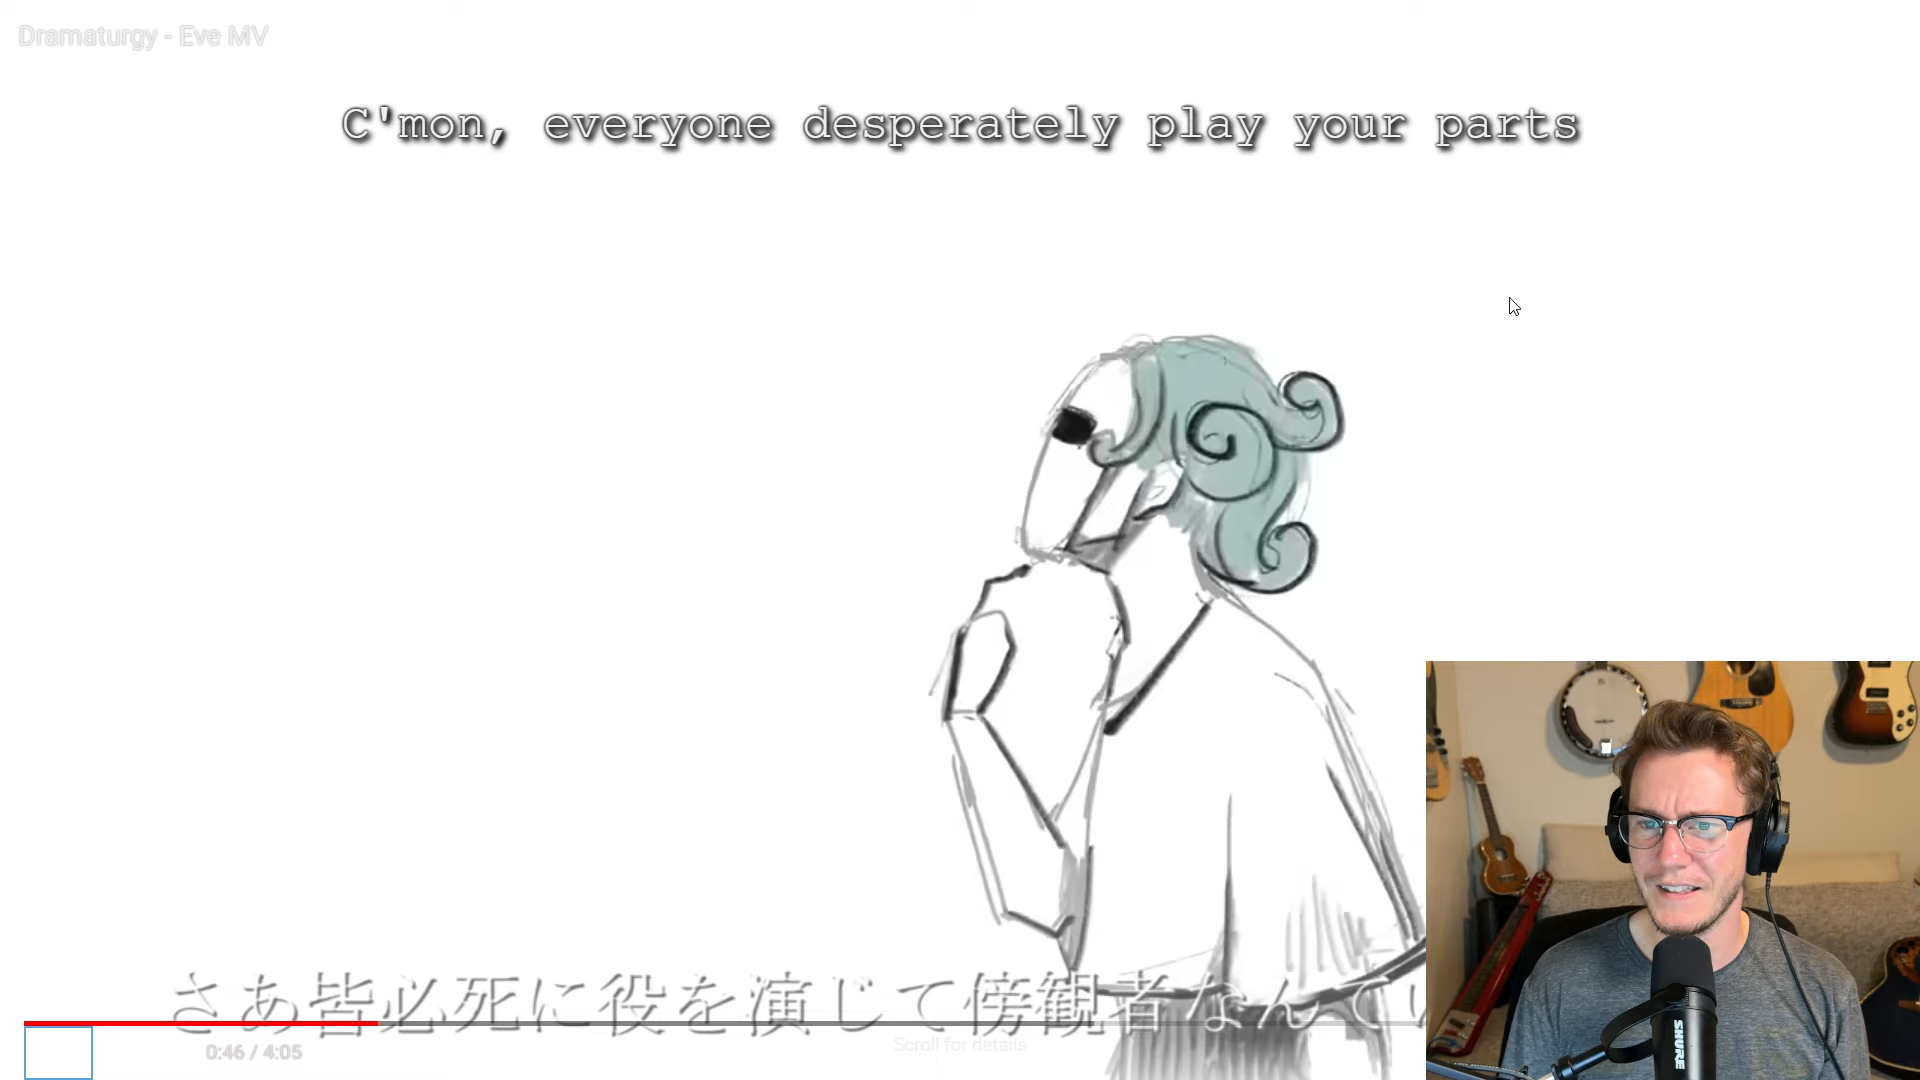 Dramaturgy - Eve MV
C'mon, everyone desperately play your parts
さあ皆必死に役を演じて傍観者なんてい
0:46 / 4:05
Scroll for details
SHURE